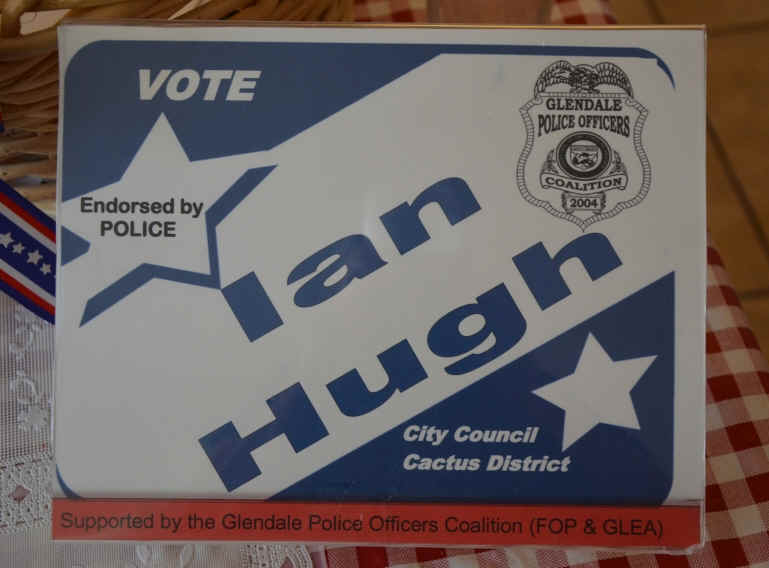 VOTE
GLENDALE
POLICE OFFICERS
COALITION
2004
Endorsed by
POLICE
Ian
Hugh
City Council
Cactus District
Supported by the Glendale Police Officers Coalition (FOP & GLEA)